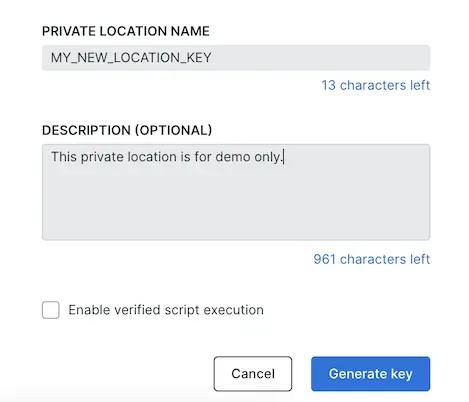 PRIVATE LOCATION NAME
MY_NEW_LOCATION_KEY
13 characters left
DESCRIPTION (OPTIONAL)
This private location is for demo only.
961 characters left
Enable verified script execution
Cancel
Generate key